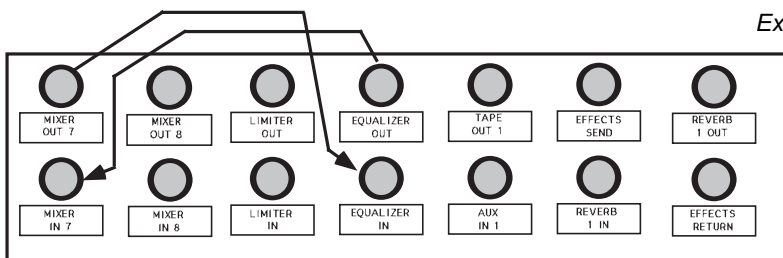 Ex
MIXER
OUT 7
MIXER
OUT 8
LIMITER
OUT
EQUALIZER
OUT
TAPE
OUT 1
EFFECTS
SEND
REVERB
1 OUT
MIXER
IN 7
MIXER
IN 8
LIMITER
IN
EQUALIZER
IN
AUX
IN 1
REVERB
1 IN
EFFECTS
RETURN